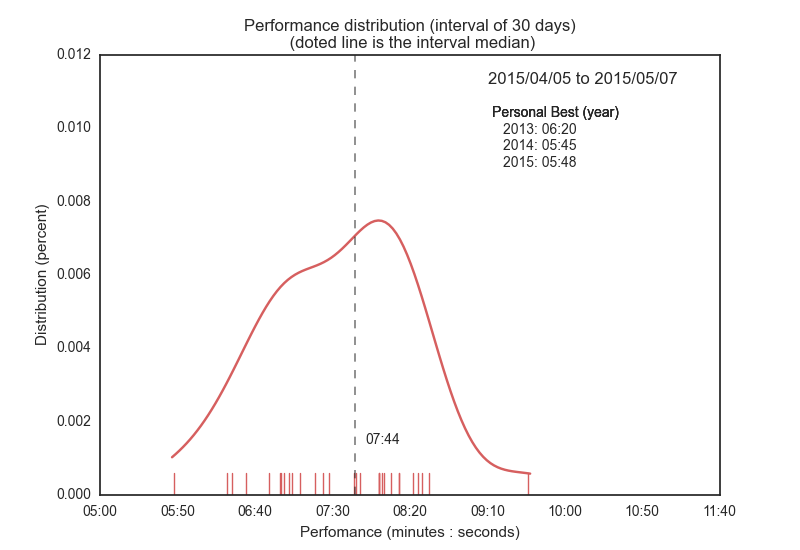 Performance distribution (interval of 30 days)
(doted line is the interval median)
0.012
0.010
0.008
0.006
0.004
0.002
0.000
Distribution (percent)
2015/04/05 to 2015/05/07
Personal Best (year)
2013: 06:20
2014: 05:45
2015: 05:48
07:44
05:00 05:50 06:40 07:30 08:20 09:10 10:00 10:50 11:40
Perfomance (minutes : seconds)